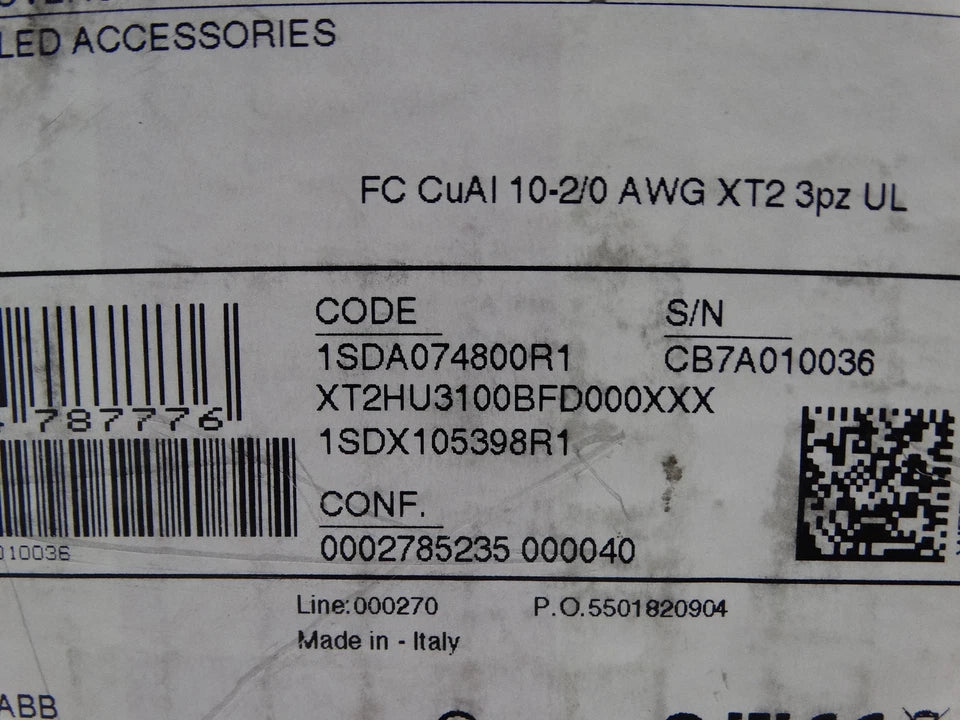 LED ACCESSORIES
FC CuAl 10-2/0 AWG XT2 3pz UL
CODE
S/N
1SDA074800R1
CB7A010036
XT2HU3100BFD000XXX
787776
1SDX105398R1
CONF.
010036
0002785235 000040
Line:000270
P.O.5501820904
Made in - Italy
ABB